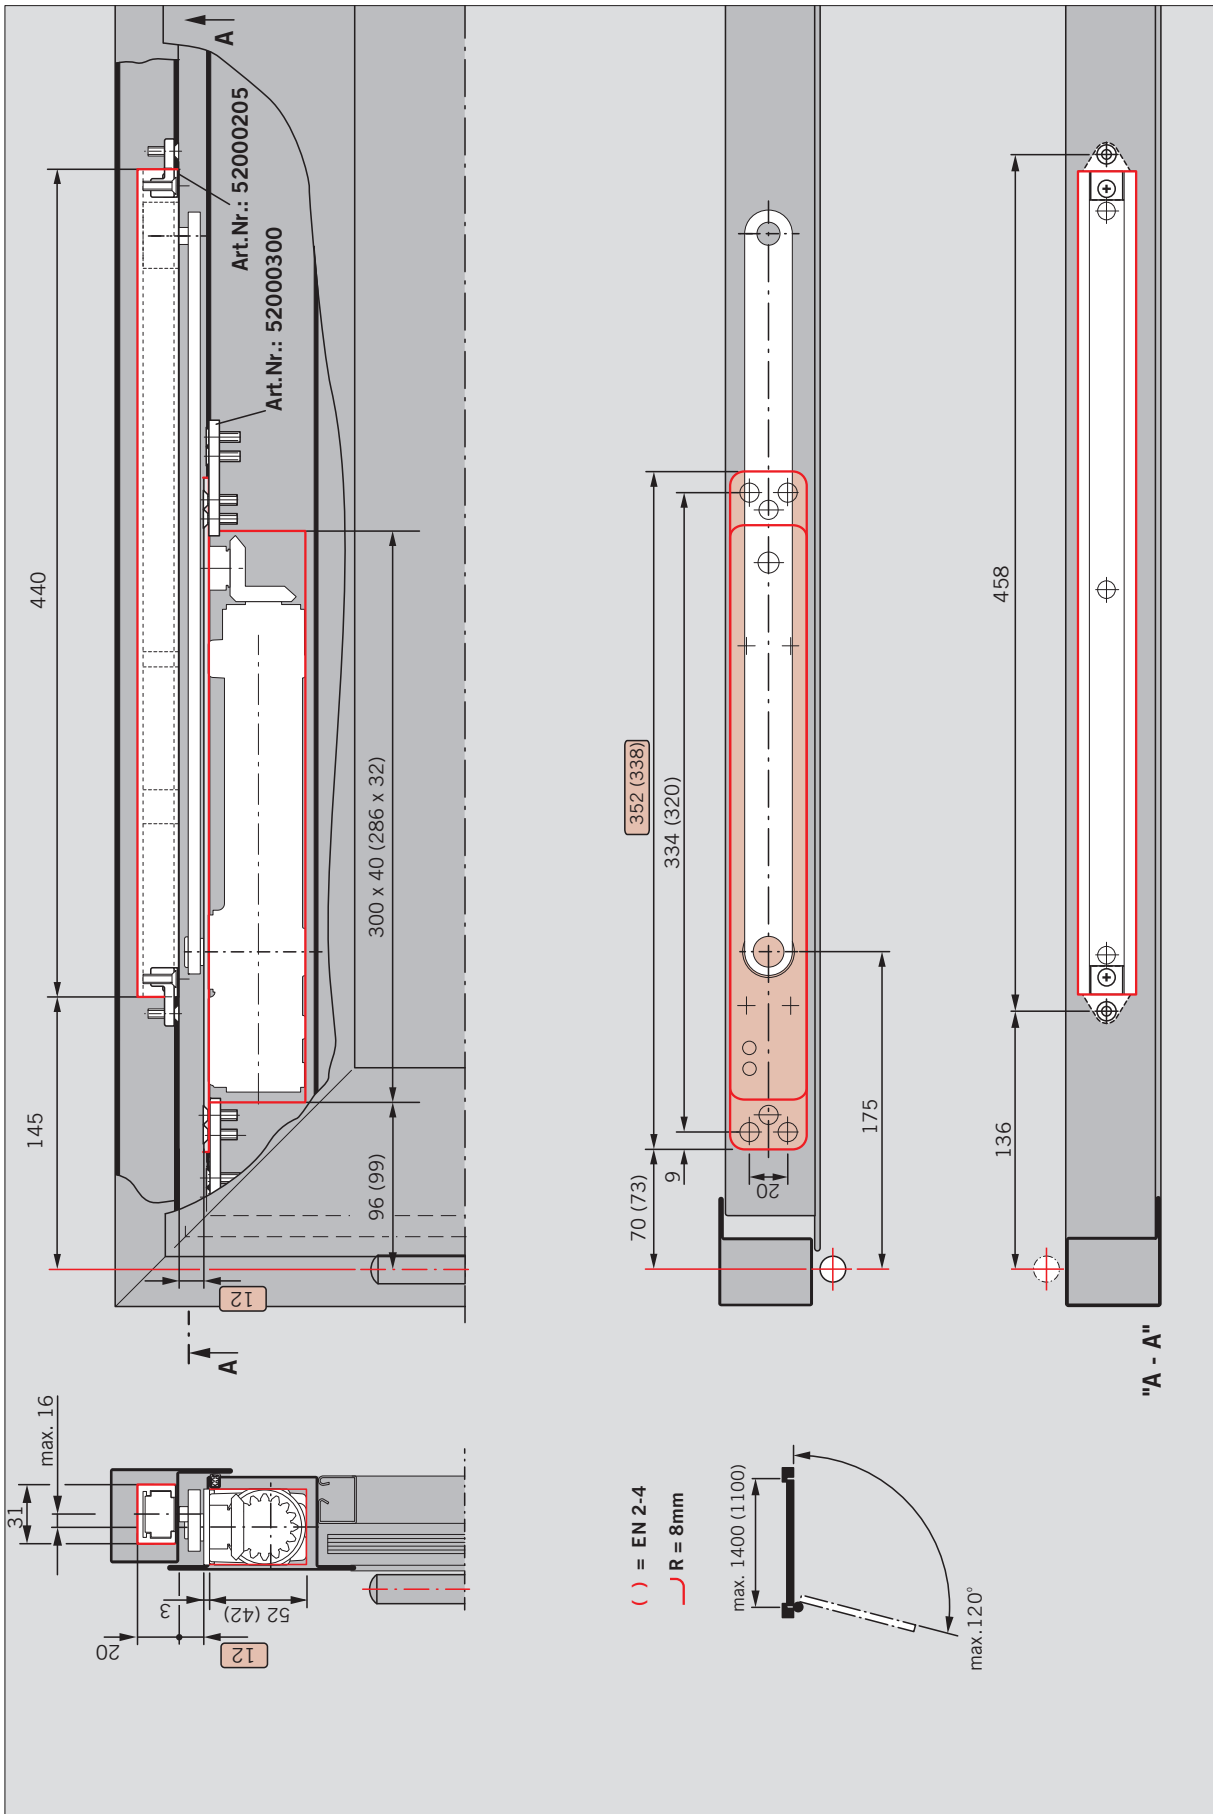 A
Art.Nr.: 52000205
Art.Nr.: 52000300
440
145
300 x 40 (286 x 32)
96 (99)
12
A
352 (338)
334 (320)
9
70 (73)
20
175
458
136
"A - A"
max. 16
31
3
52 (42)
20
12
( ) = EN 2-4
R = 8mm
max. 1400 (1100)
max.120°